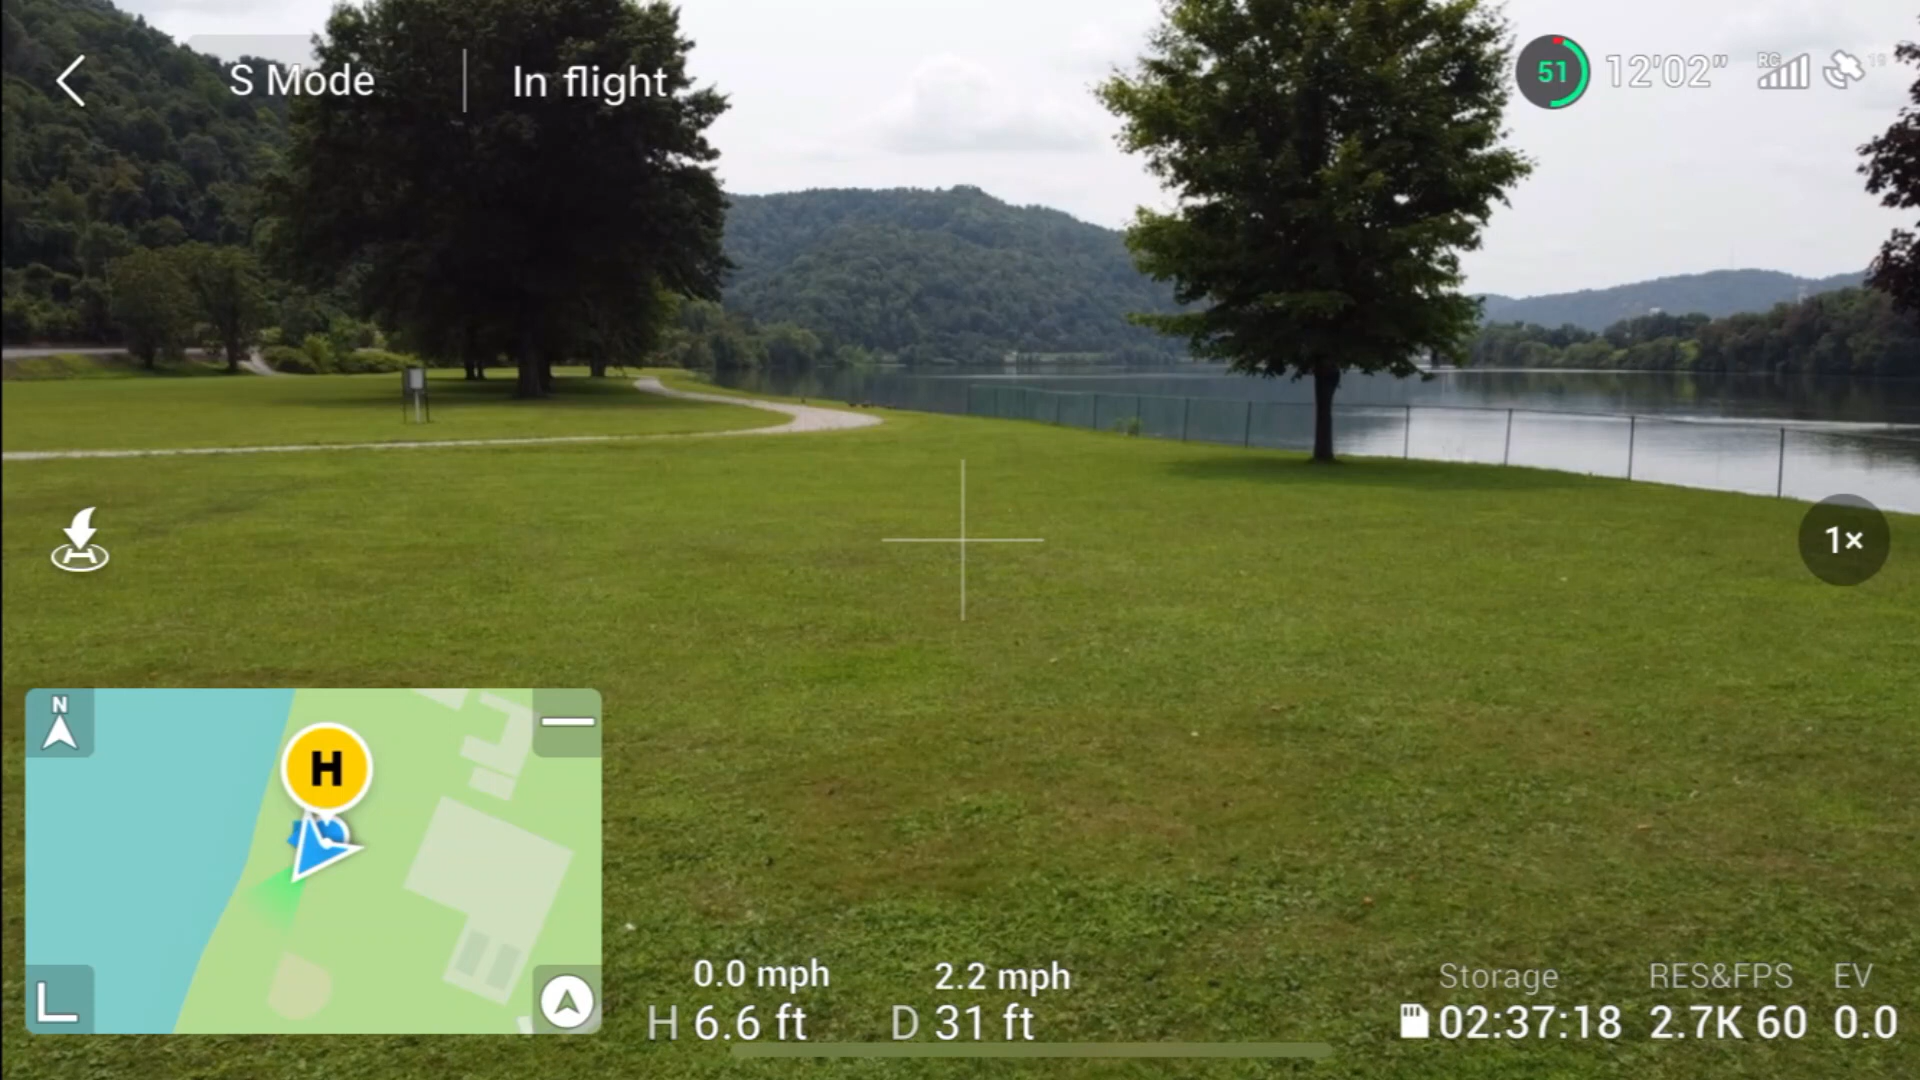 S Mode | In flight
51 12'02" RC 19
1×
N
H
0.0 mph 2.2 mph
H 6.6 ft D 31 ft
Storage RES&FPS EV
02:37:18 2.7K 60 0.0